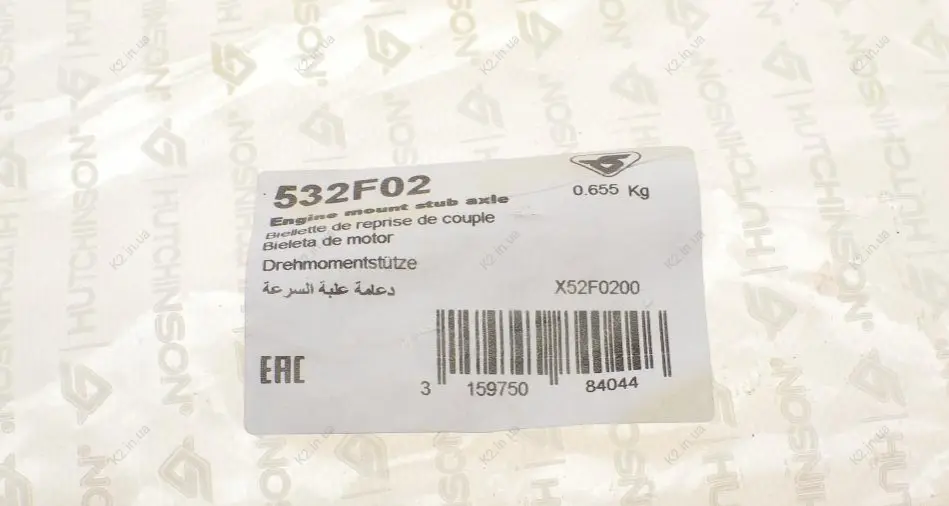 532F02
0.655 Kg
Engine mount stub axle
Biellette de reprise de couple
Bieleta de motor
Drehmomentstütze
دعامة علبة السرعة
X52F0200
EAC
3 159750 84044
HUTCHINSON®
K2.in.ua